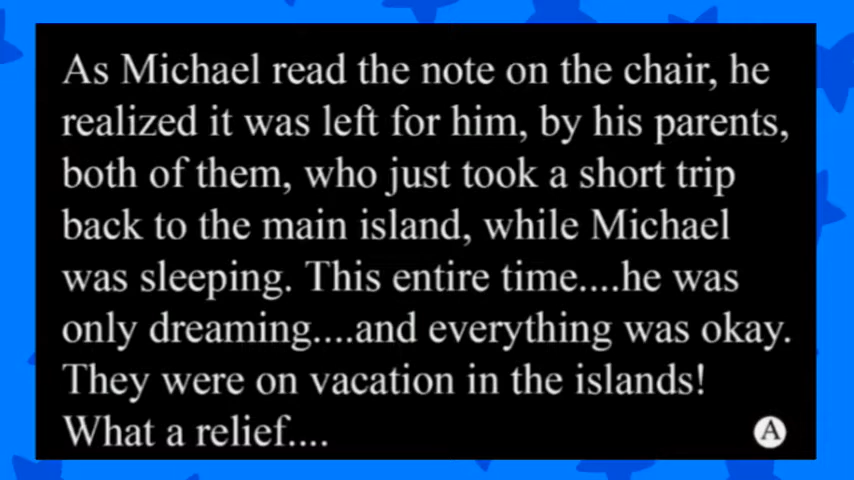 As Michael read the note on the chair, he
realized it was left for him, by his parents,
both of them, who just took a short trip
back to the main island, while Michael
was sleeping. This entire time....he was
only dreaming....and everything was okay.
They were on vacation in the islands!
What a relief....
A